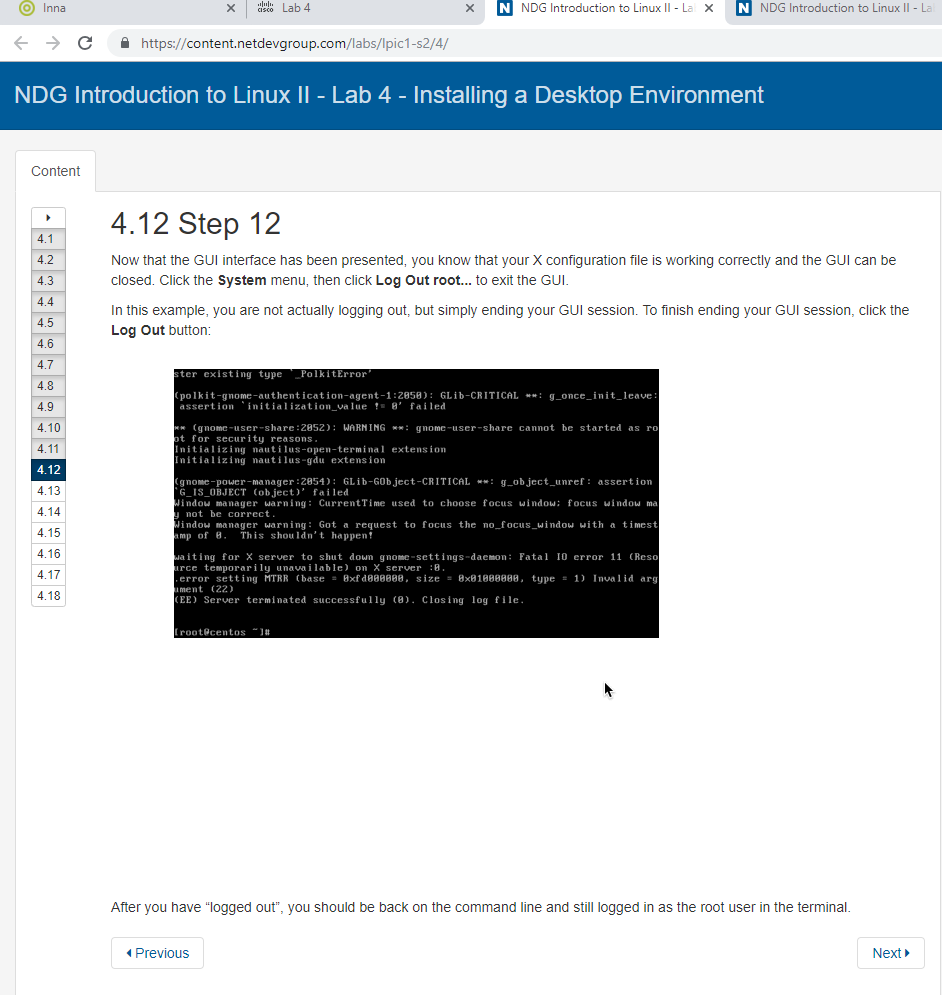 Inna
cisco
Lab 4
N
NDG Introduction to Linux II - La
N
NDG Introduction to Linux II - La
https://content.netdevgroup.com/labs/lpic1-s2/4/
NDG Introduction to Linux II - Lab 4 - Installing a Desktop Environment
Content
4.1
4.2
4.3
4.4
4.5
4.6
4.7
4.8
4.9
4.10
4.11
4.12
4.13
4.14
4.15
4.16
4.17
4.18
4.12 Step 12
Now that the GUI interface has been presented, you know that your X configuration file is working correctly and the GUI can be
closed. Click the System menu, then click Log Out root... to exit the GUI.
In this example, you are not actually logging out, but simply ending your GUI session. To finish ending your GUI session, click the
Log Out button:
ster existing type `_PolkitError'
(polkit-gnome-authentication-agent-1:2050): GLib-CRITICAL **: g_once_init_leave:
assertion `initialization_value != 0' failed
** (gnome-user-share:2052): WARNING **: gnome-user-share cannot be started as ro
ot for security reasons.
Initializing nautilus-open-terminal extension
Initializing nautilus-gdu extension
(gnome-power-manager:2054): GLib-GObject-CRITICAL **: g_object_unref: assertion
`G_IS_OBJECT (object)' failed
Window manager warning: CurrentTime used to choose focus window; focus window ma
y not be correct.
Window manager warning: Got a request to focus the no_focus_window with a timest
amp of 0.  This shouldn't happen!
waiting for X server to shut down gnome-settings-daemon: Fatal IO error 11 (Reso
urce temporarily unavailable) on X server :0.
.error setting MTRR (base = 0xfd000000, size = 0x01000000, type = 1) Invalid arg
ument (22)
(EE) Server terminated successfully (0). Closing log file.
[root@centos ~]#
After you have “logged out”, you should be back on the command line and still logged in as the root user in the terminal.
Previous
Next